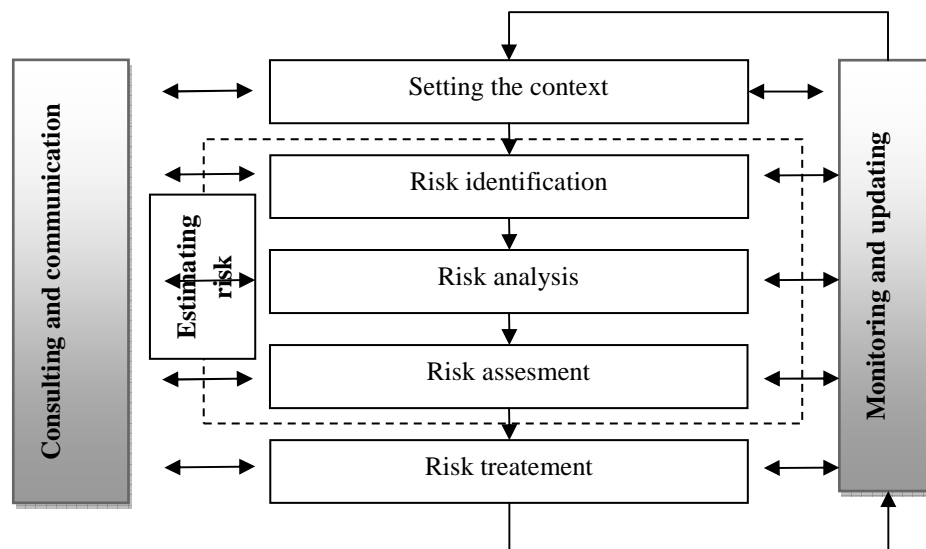 Consulting and communication
Setting the context
Risk identification
Estimating
risk
Risk analysis
Risk assesment
Risk treatement
Monitoring and updating